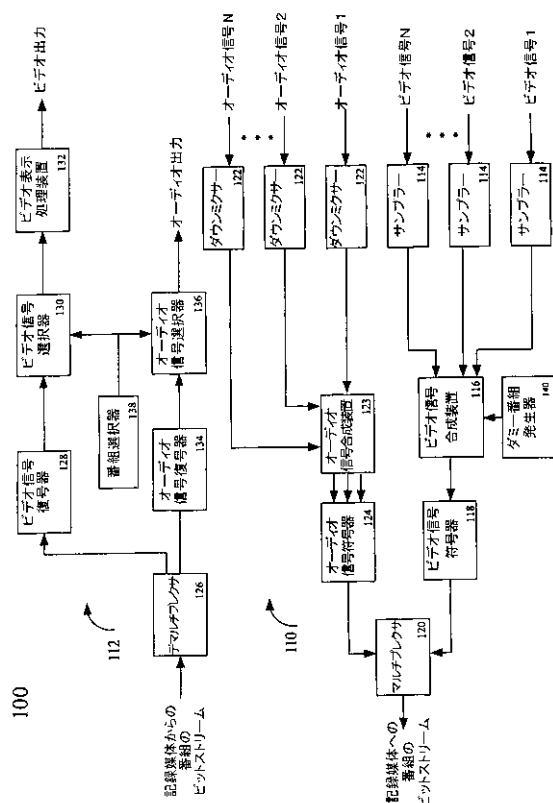 100
112
記録媒体からの
番組の
ビットストリーム
デマルチプレクサ
126
ビデオ信号
復号器
128
ビデオ信号
選択器
130
ビデオ表示
処理装置
132
ビデオ出力
番組選択器
138
オーディオ
信号復号器
134
オーディオ
信号選択器
136
オーディオ出力
110
記録媒体への
番組の
ビットストリーム
マルチプレクサ
120
オーディオ
信号符号器
124
オーディオ
信号合成装置
123
ダウンミクサー
122
オーディオ信号N
ダウンミクサー
122
オーディオ信号2
ダウンミクサー
122
オーディオ信号1
ビデオ信号
符号器
118
ビデオ信号
合成装置
116
ダミー番組
発生器
140
サンプラー
114
ビデオ信号N
サンプラー
114
ビデオ信号2
サンプラー
114
ビデオ信号1